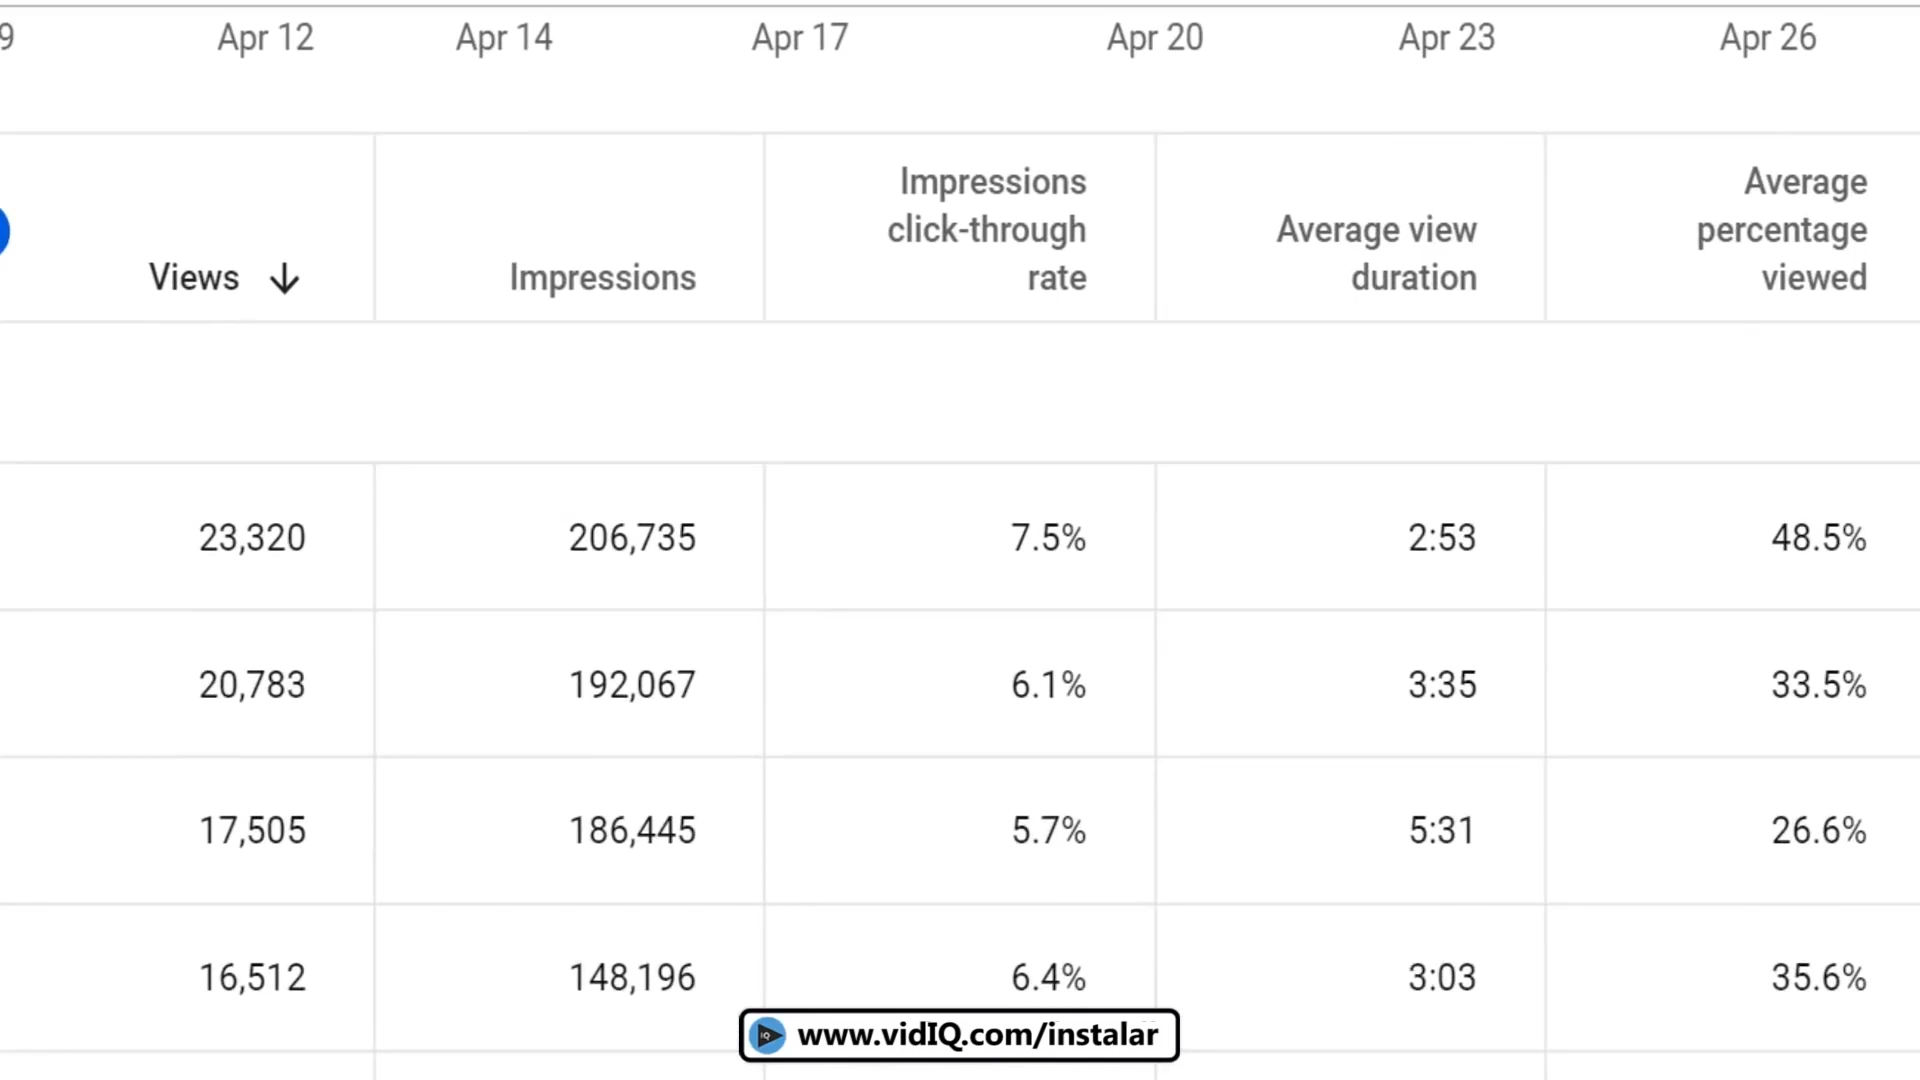 9 Apr 12 Apr 14 Apr 17 Apr 20 Apr 23 Apr 26
Views ↓
Impressions
Impressions
click-through
rate
Average view
duration
Average
percentage
viewed
23,320 206,735 7.5% 2:53 48.5%
20,783 192,067 6.1% 3:35 33.5%
17,505 186,445 5.7% 5:31 26.6%
16,512 148,196 6.4% 3:03 35.6%
IQ www.vidIQ.com/instalar